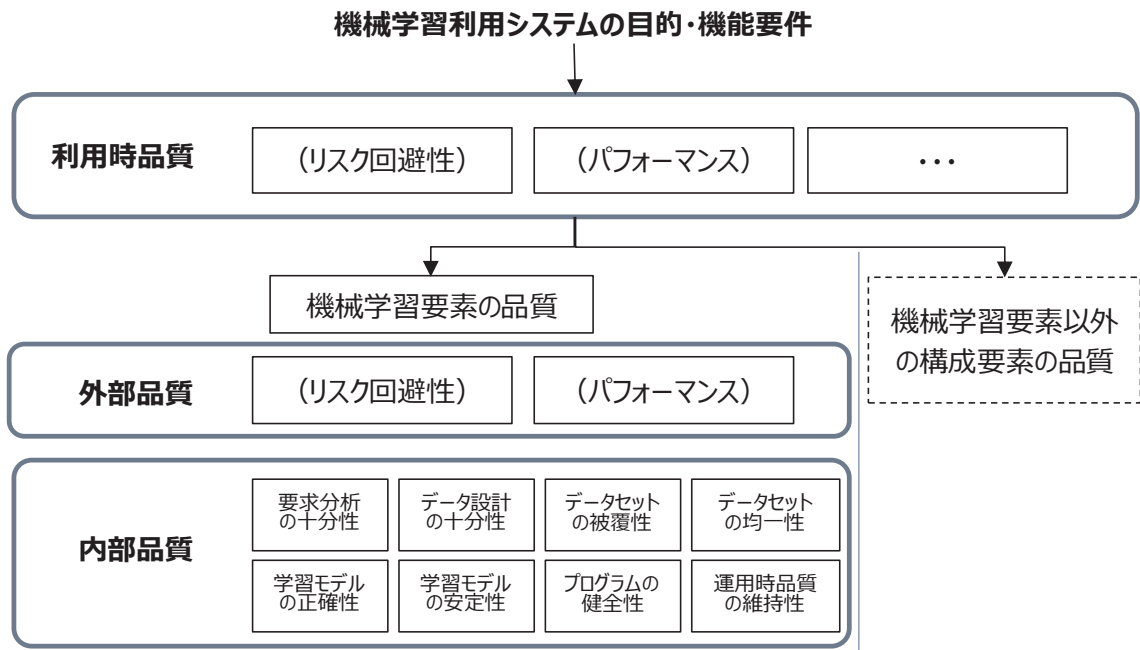 機械学習利用システムの目的・機能要件
利用時品質
(リスク回避性)
(パフォーマンス)
・・・
機械学習要素の品質
機械学習要素以外
の構成要素の品質
外部品質
(リスク回避性)
(パフォーマンス)
内部品質
要求分析
の十分性
データ設計
の十分性
データセット
の被覆性
データセット
の均一性
学習モデル
の正確性
学習モデル
の安定性
プログラムの
健全性
運用時品質
の維持性